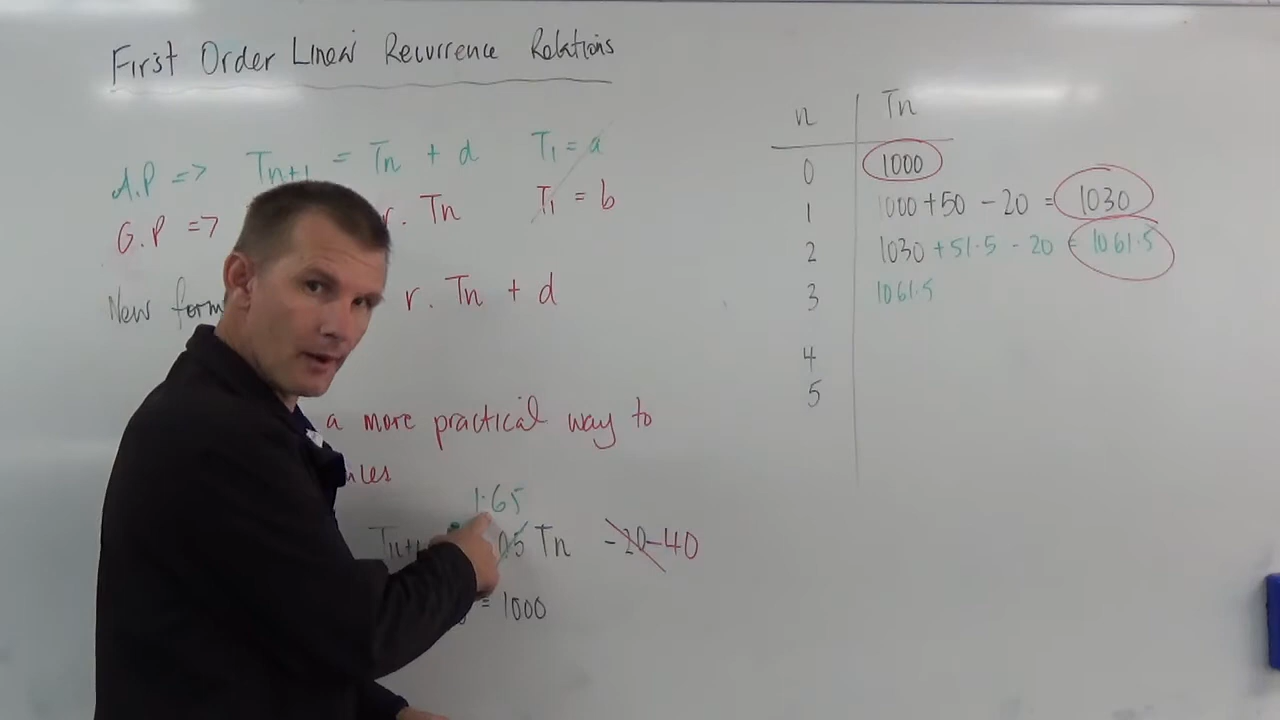 First Order Linear Recurrence Relations
A.P => Tn+1 = Tn + d T1 = a
G.P => r. Tn T1 = b
New r. Tn + d
a more practical way to
1.65
Tn+ Tn -20 -40
= 1000
n Tn
0 1000
1 1000 + 50 - 20 = 1030
2 1030 + 51.5 - 20 = 1061.5
3 1061.5
4
5